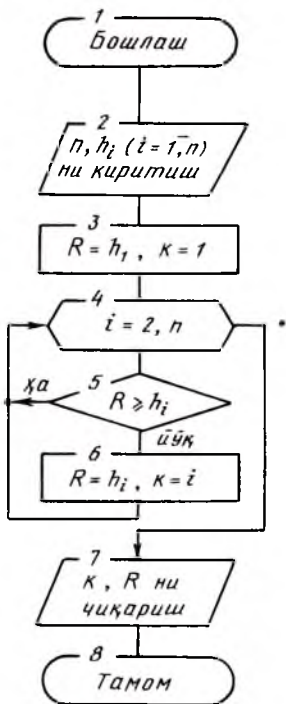 1
Бошлаш
2
n, hᵢ (i = 1, n)
ни киритиш
3
R = h₁ , к = 1
4
i = 2, n
5
ҳа
R ⩾ hᵢ
йўқ
6
R = hᵢ , к = i
7
к , R ни
чиқариш
8
Тамом